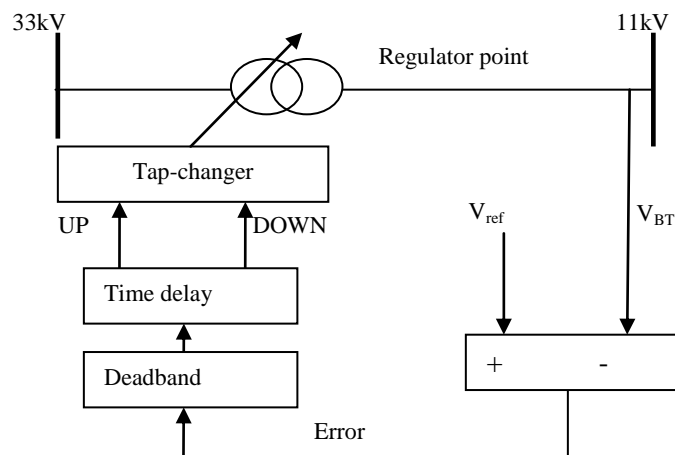 33kV
11kV
Regulator point
Tap-changer
UP
DOWN
V_ref
V_BT
Time delay
+ -
Deadband
Error